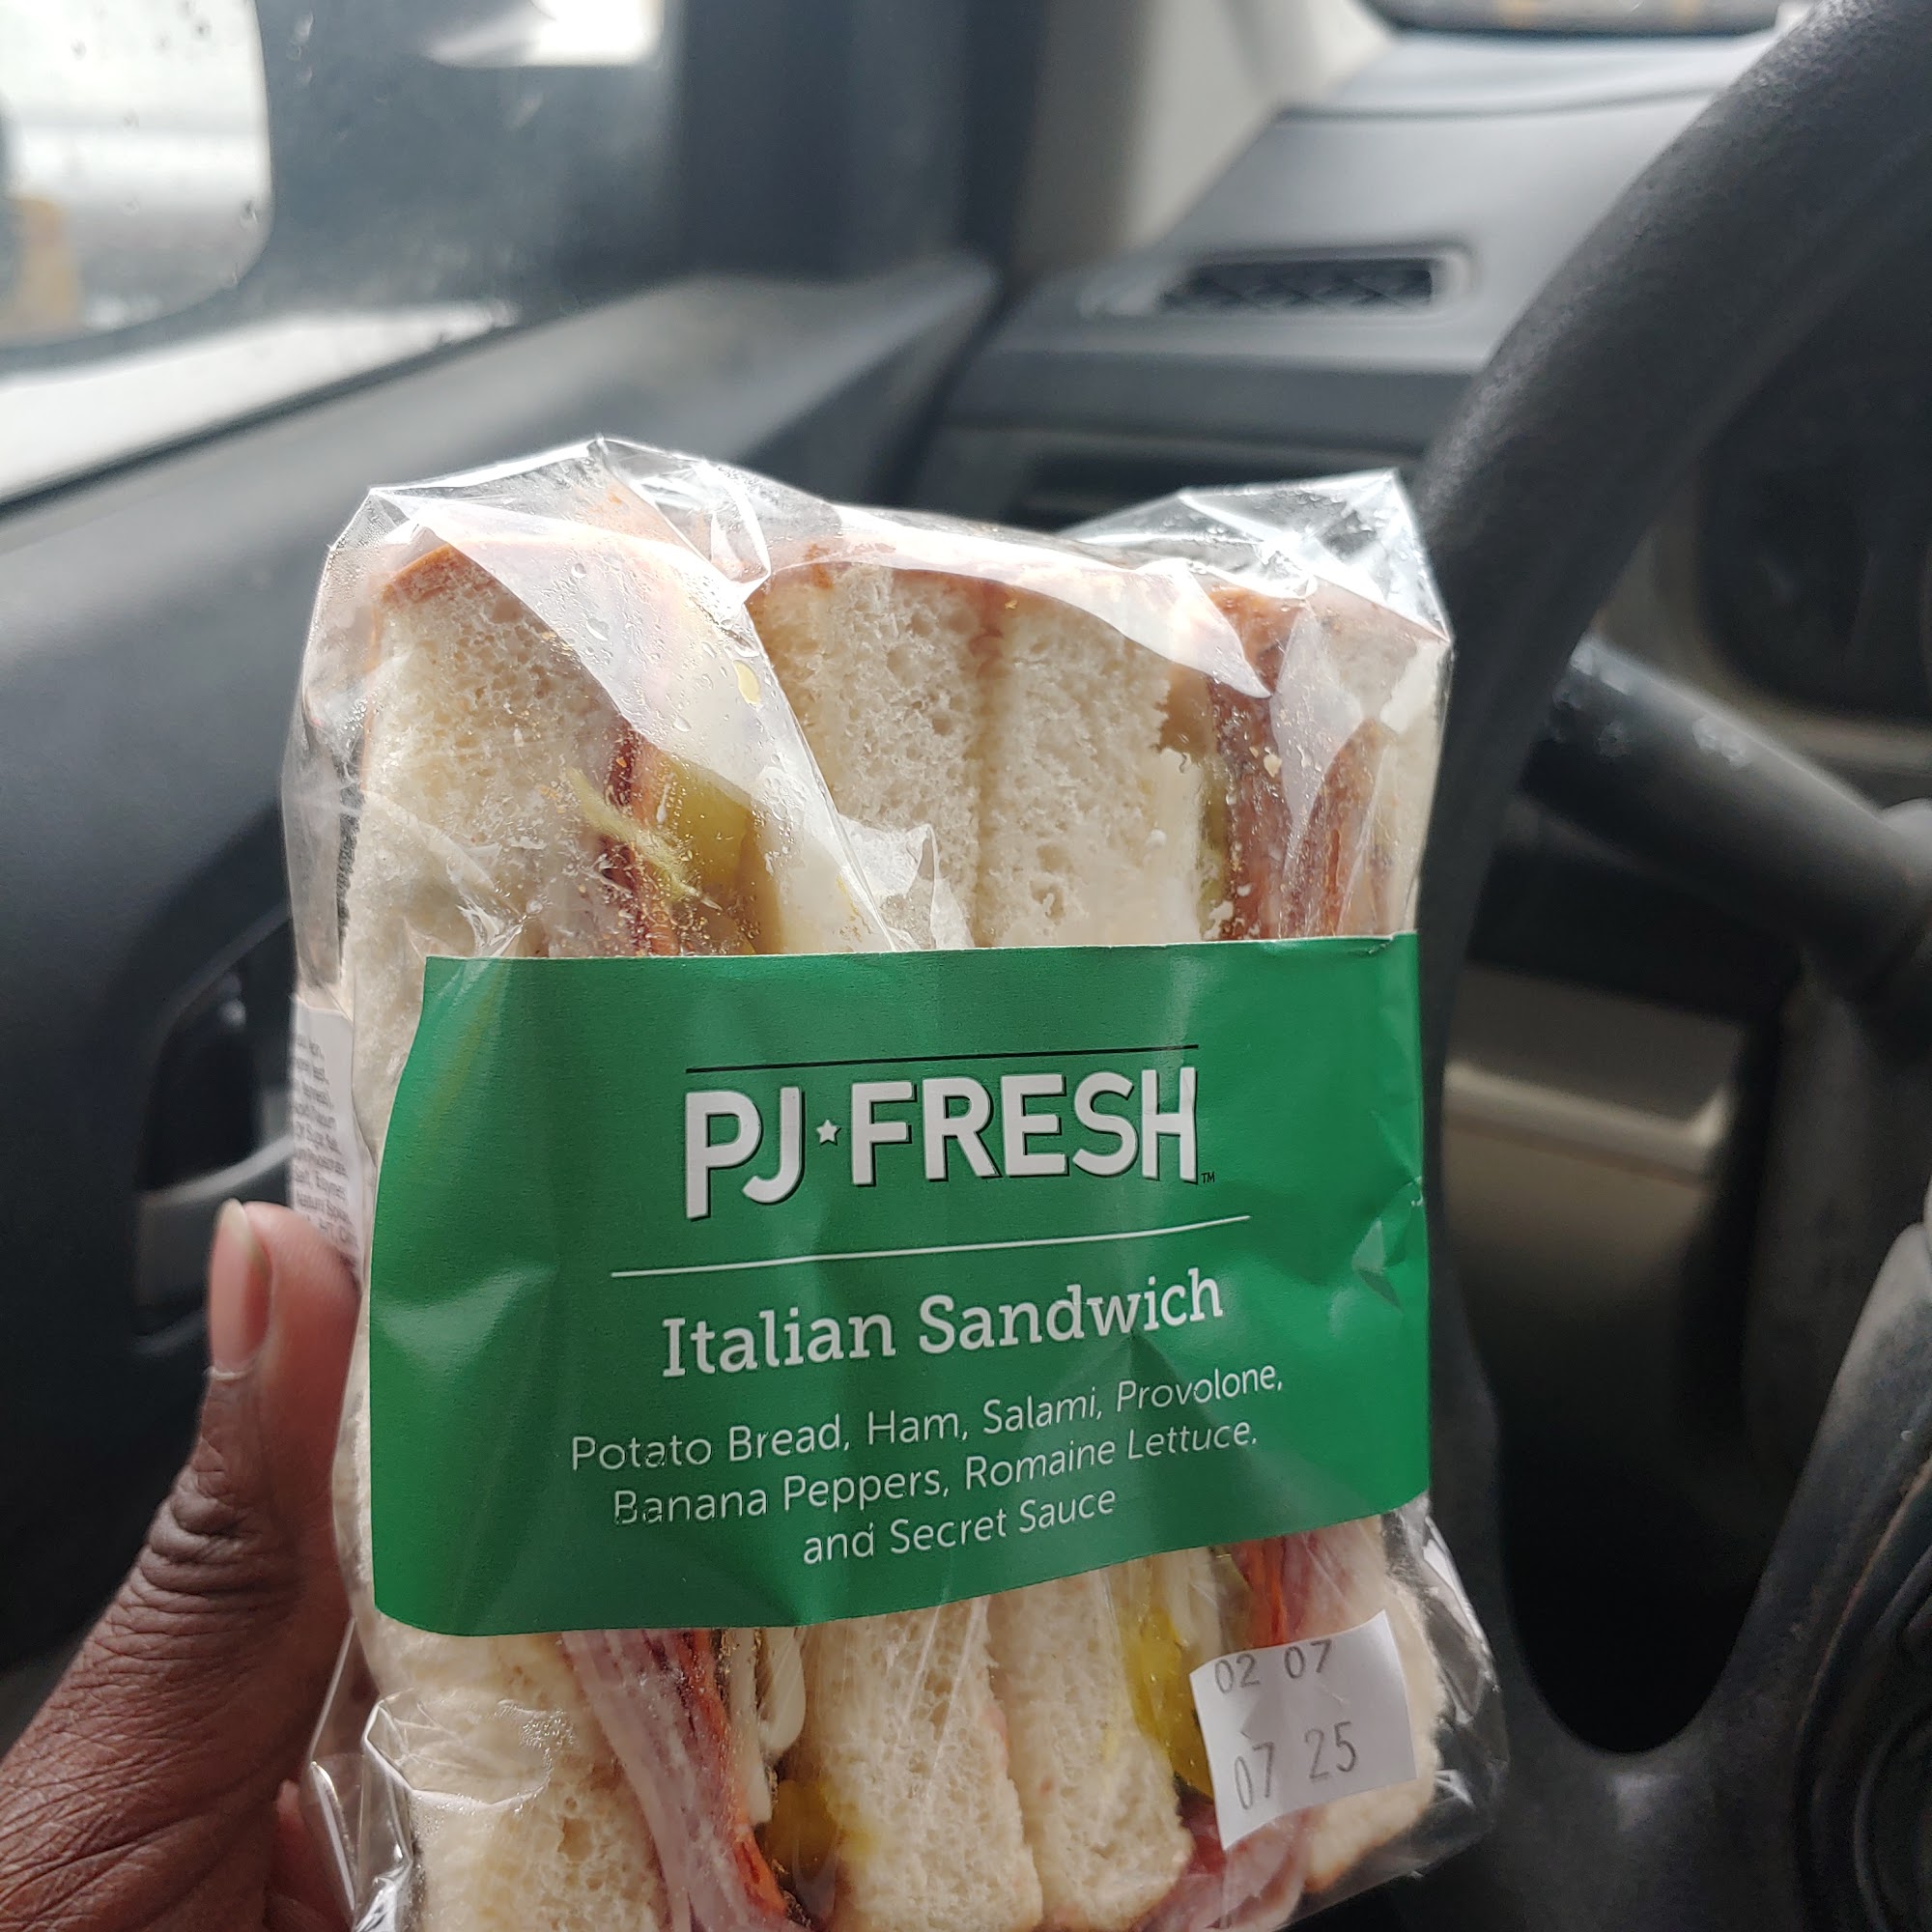 PJ★FRESH™
Italian Sandwich
Potato Bread, Ham, Salami, Provolone,
Banana Peppers, Romaine Lettuce,
and Secret Sauce
02 07
07 25